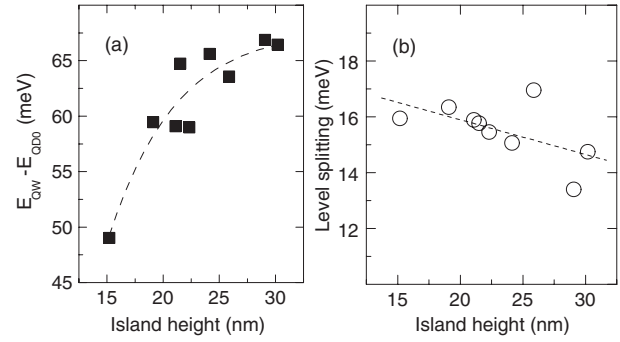 (a)
65
60
55
50
45
E_QW -E_QD0 (meV)
15 20 25 30
Island height (nm)
(b)
18
16
14
12
Level splitting (meV)
15 20 25 30
Island height (nm)